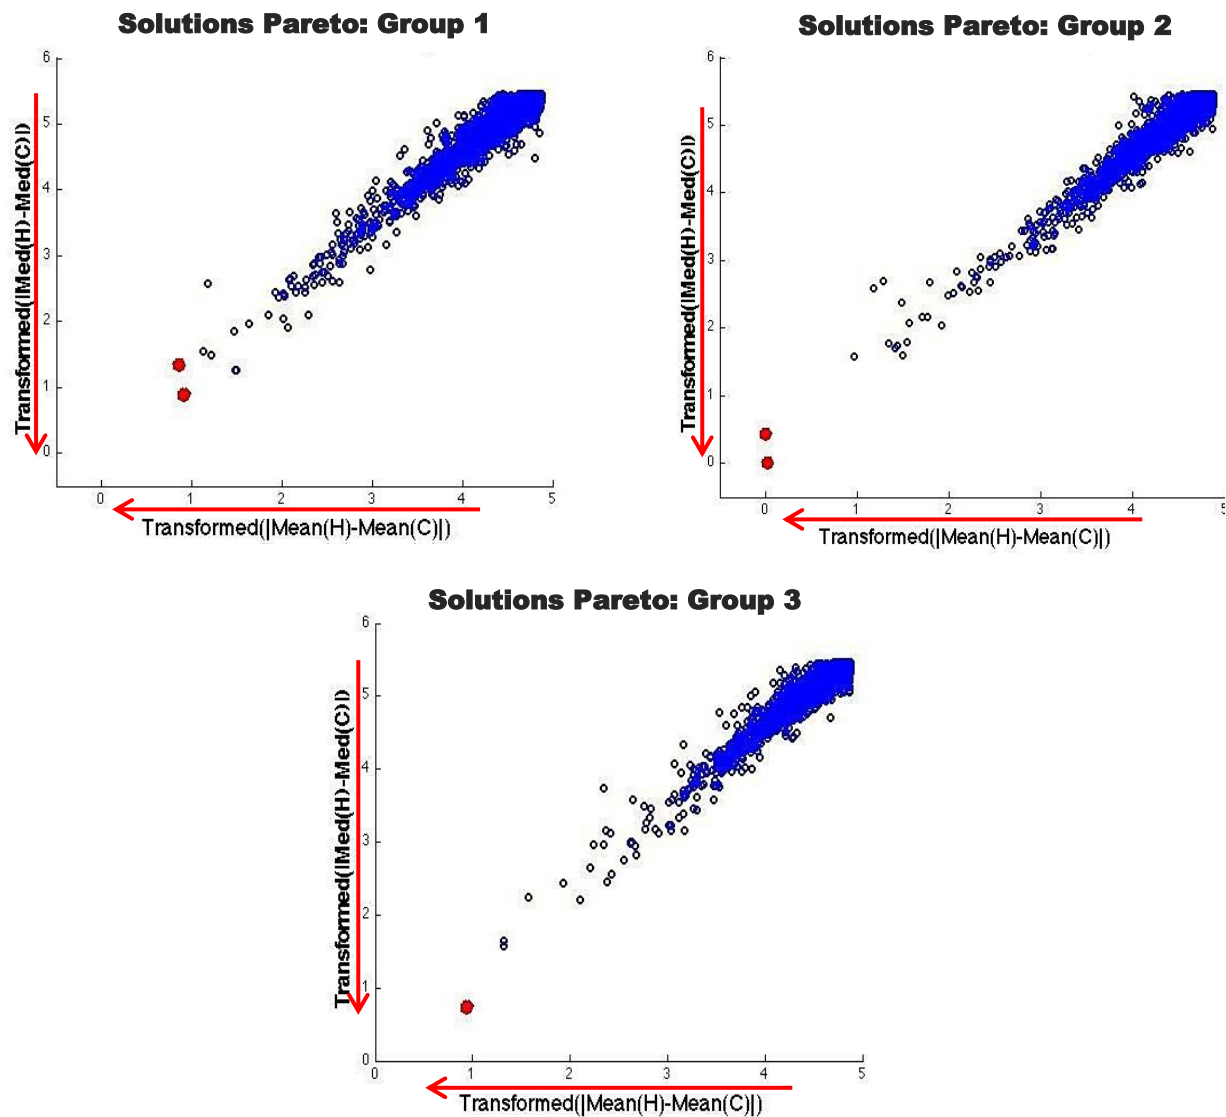 Solutions Pareto: Group 1
6
5
4
3
2
1
0
Transformed(|Med(H)-Med(C)|)
0 1 2 3 4 5
Transformed(|Mean(H)-Mean(C)|)
Solutions Pareto: Group 2
6
5
4
3
2
1
0
Transformed(|Med(H)-Med(C)|)
0 1 2 3 4 5
Transformed(|Mean(H)-Mean(C)|)
Solutions Pareto: Group 3
6
5
4
3
2
1
0
Transformed(|Med(H)-Med(C)|)
0 1 2 3 4 5
Transformed(|Mean(H)-Mean(C)|)